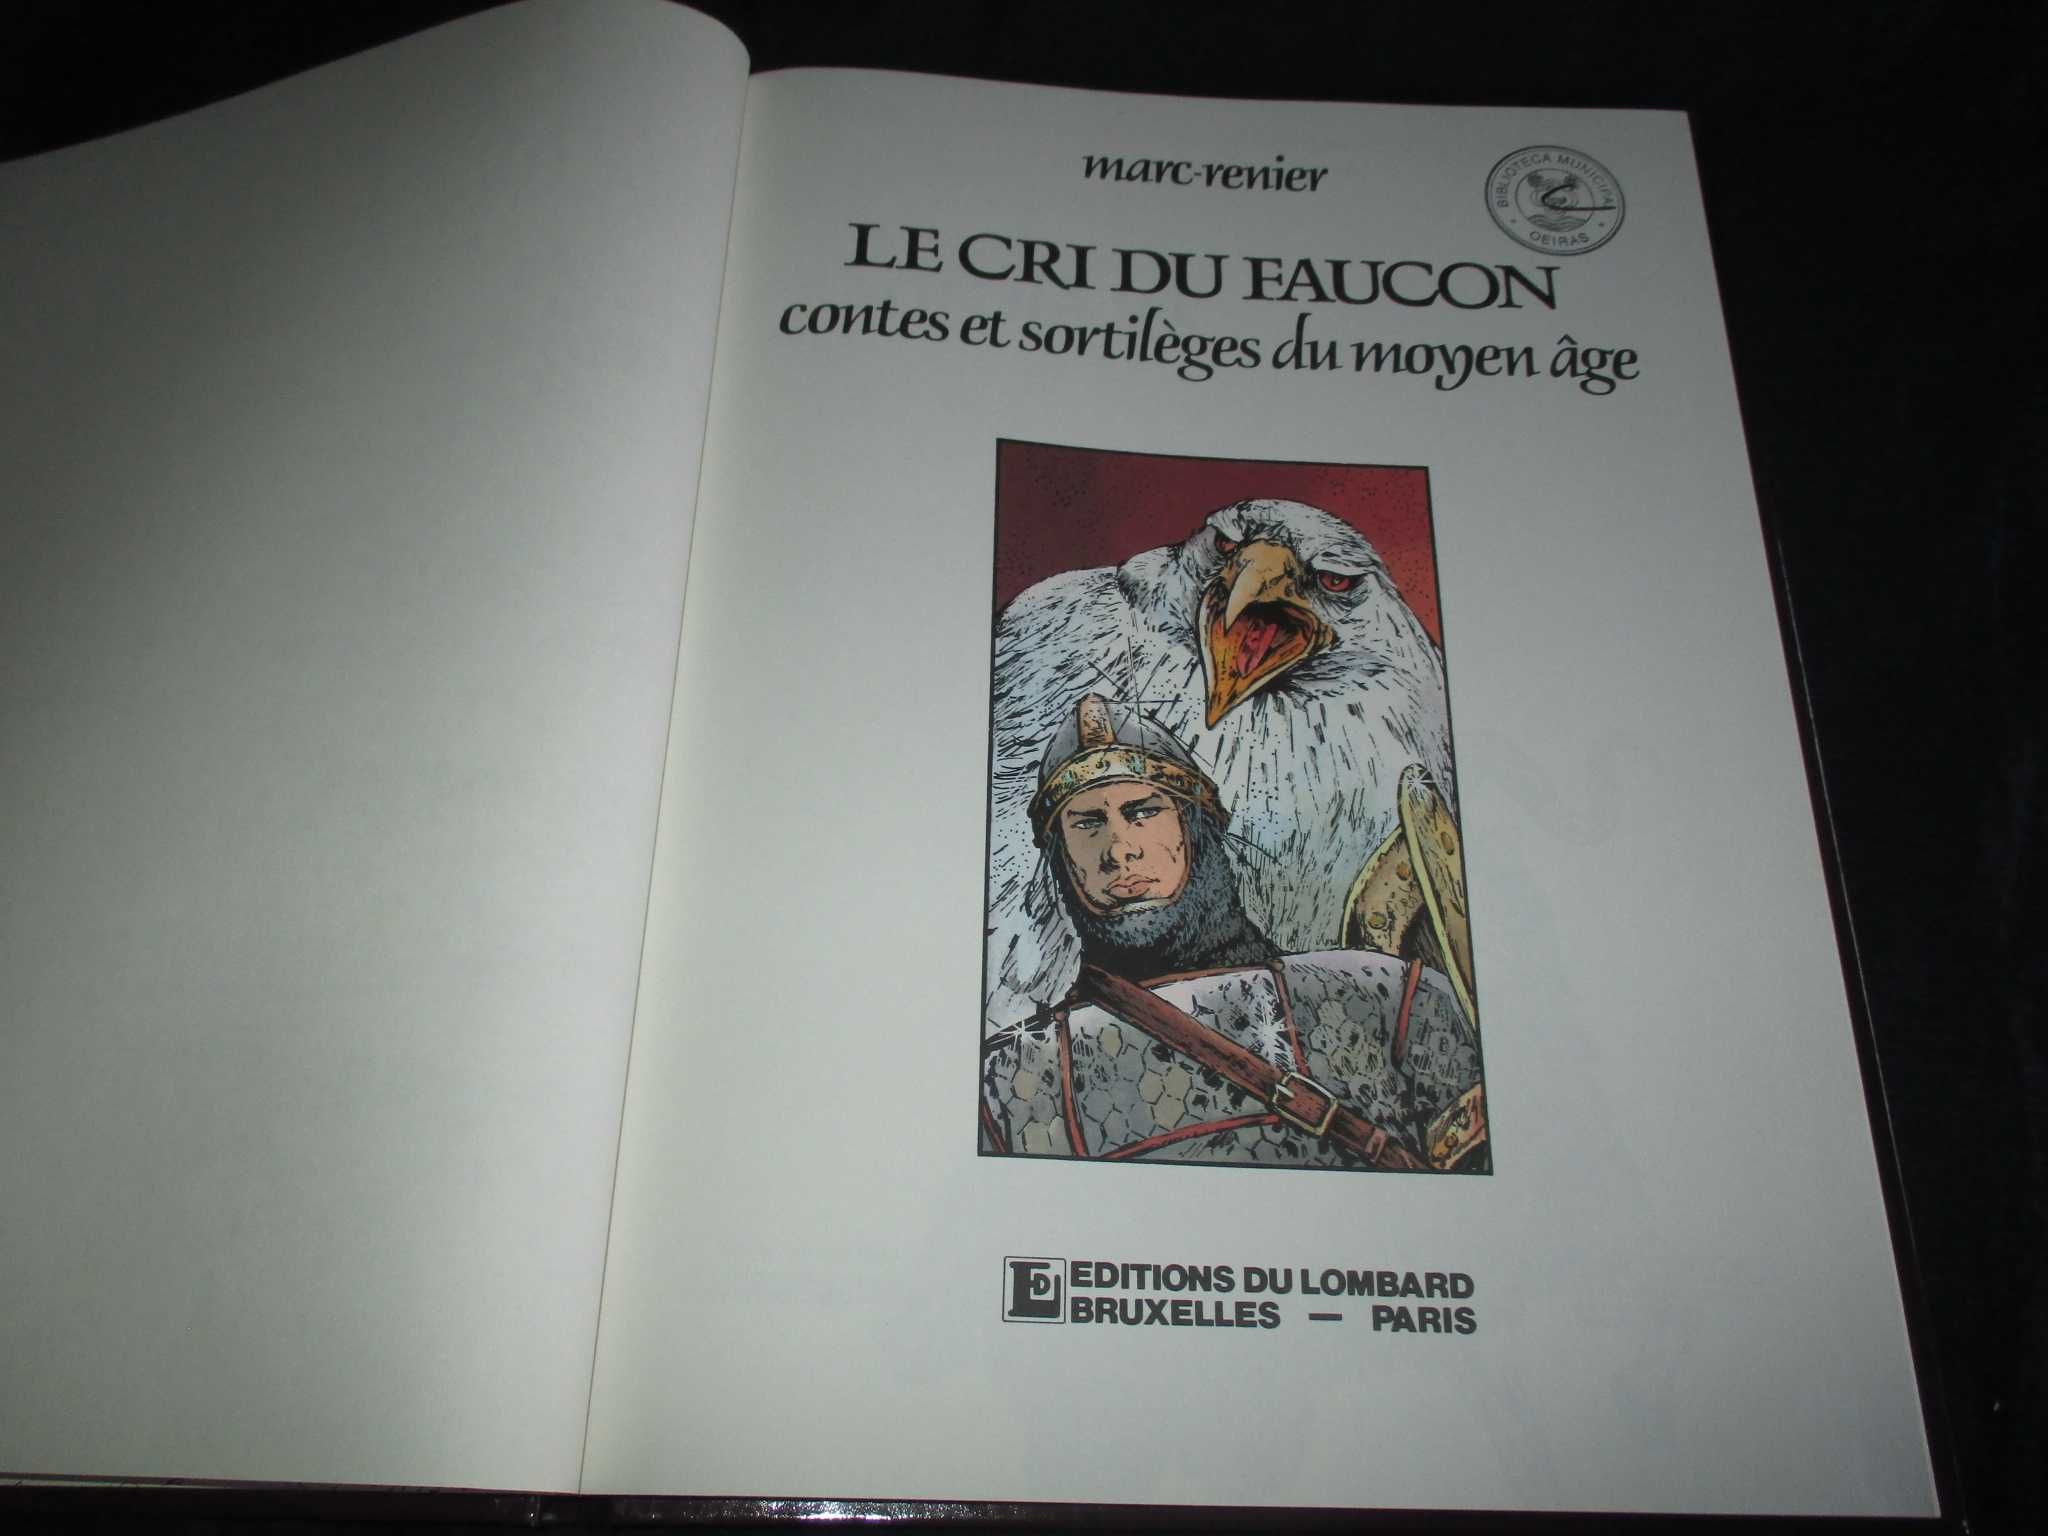 marc-renier
BIBLIOTECA MUNICIPAL
OEIRAS
LE CRI DU FAUCON
contes et sortilèges du moyen âge
EDITIONS DU LOMBARD
BRUXELLES — PARIS